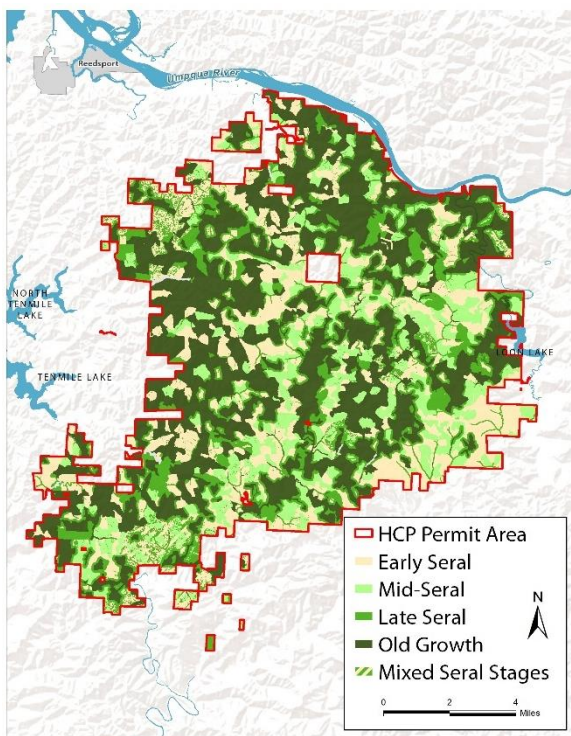 Reedsport
Umpqua River
NORTH
TENMILE
LAKE
TENMILE LAKE
LOON LAKE
HCP Permit Area
Early Seral
Mid-Seral
Late Seral
Old Growth
Mixed Seral Stages
N
0 2 4
Miles